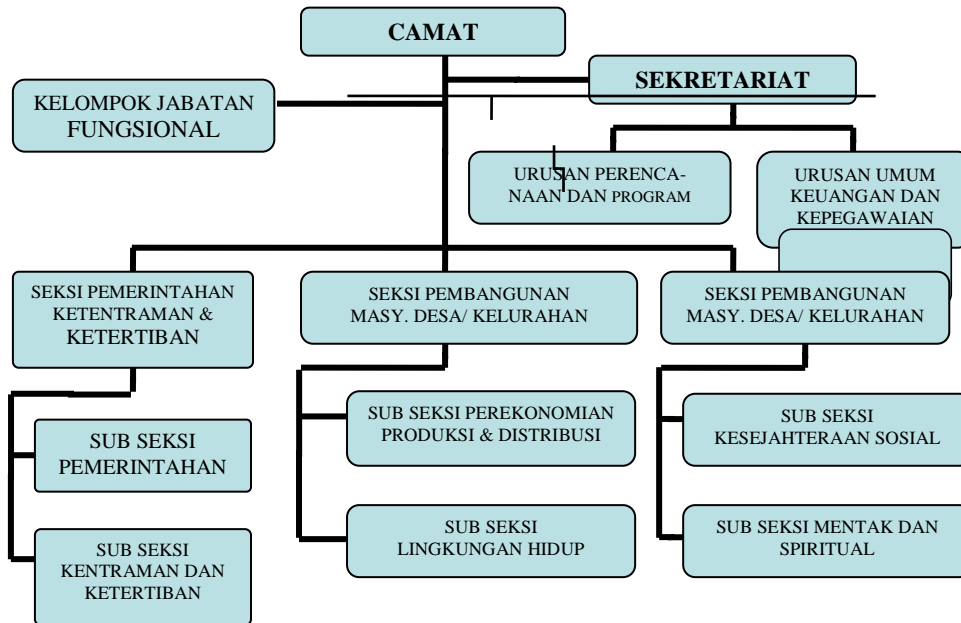 CAMAT
SEKRETARIAT
KELOMPOK JABATAN
FUNGSIONAL
URUSAN PERENCA-
NAAN DAN PROGRAM
URUSAN UMUM
KEUANGAN DAN
KEPEGAWAIAN
SEKSI PEMERINTAHAN
KETENTRAMAN &
KETERTIBAN
SEKSI PEMBANGUNAN
MASY. DESA/ KELURAHAN
SEKSI PEMBANGUNAN
MASY. DESA/ KELURAHAN
SUB SEKSI
PEMERINTAHAN
SUB SEKSI PEREKONOMIAN
PRODUKSI & DISTRIBUSI
SUB SEKSI
KESEJAHTERAAN SOSIAL
SUB SEKSI
KENTRAMAN DAN
KETERTIBAN
SUB SEKSI
LINGKUNGAN HIDUP
SUB SEKSI MENTAK DAN
SPIRITUAL